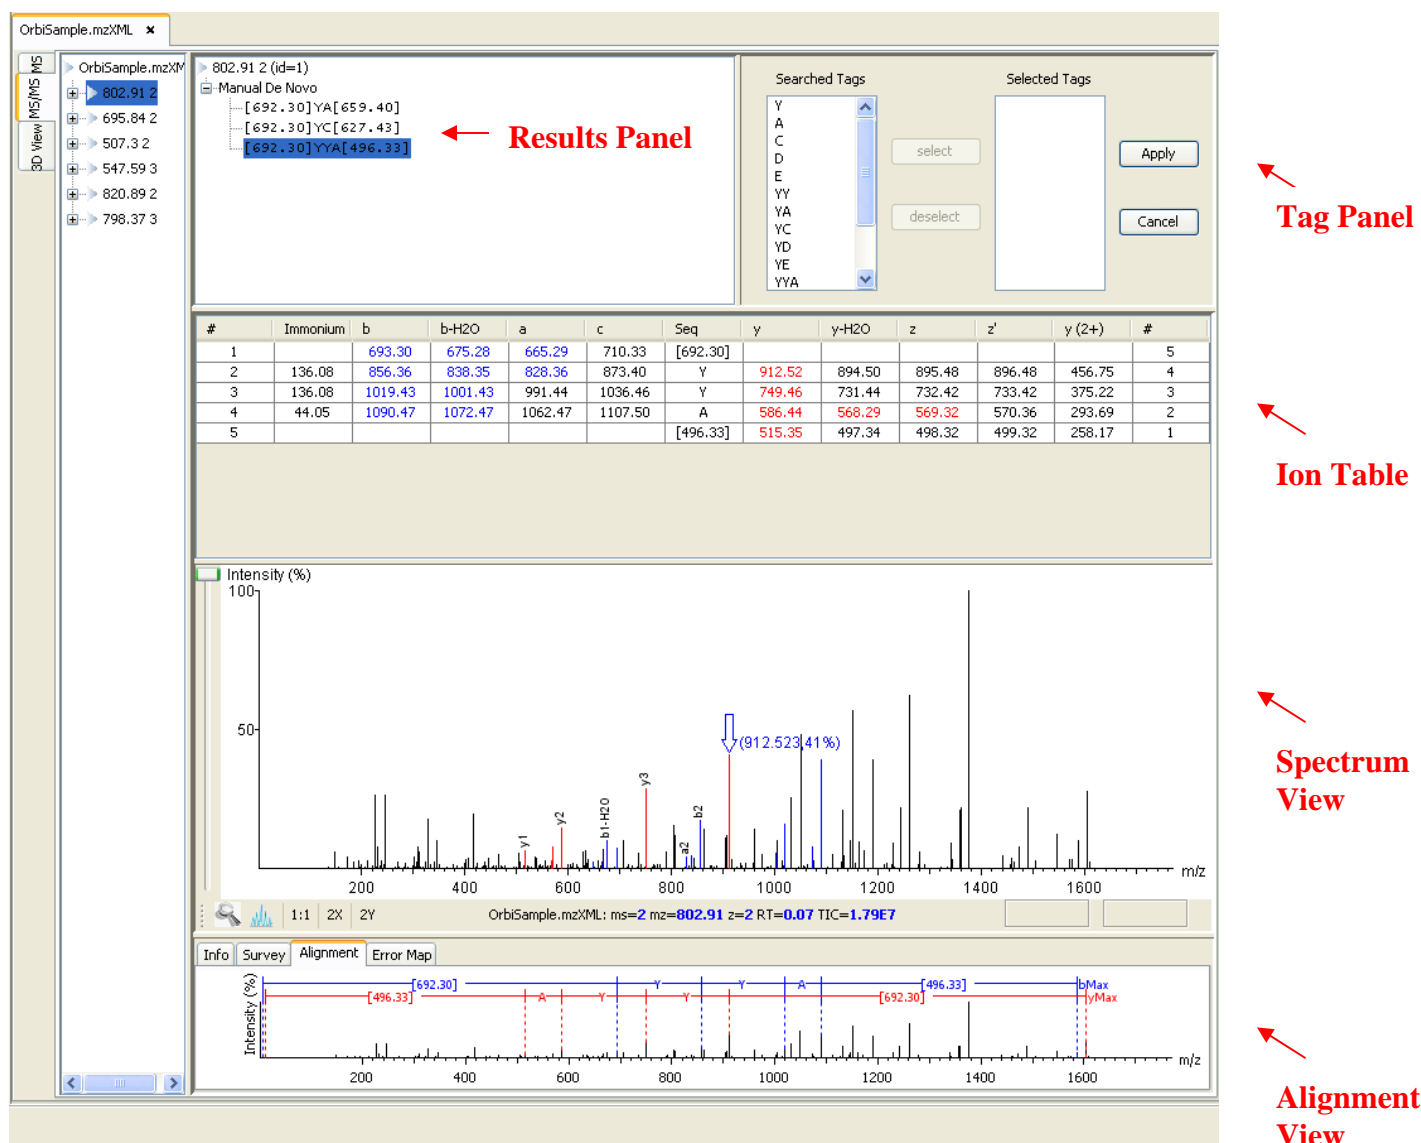 OrbiSample.mzXML ×
MS
MS/MS
3D View
OrbiSample.mzXM
802.91 2
695.84 2
507.3 2
547.59 3
820.89 2
798.37 3
802.91 2 (id=1)
Manual De Novo
[692.30]YA[659.40]
[692.30]YC[627.43]
[692.30]YYA[496.33]
Results Panel
Searched Tags
Y
A
C
D
E
YY
YA
YC
YD
YE
YYA
select
deselect
Selected Tags
Apply
Cancel
Tag Panel
# Immonium b b-H2O a c Seq y y-H2O z z' y (2+) #
1 693.30 675.28 665.29 710.33 [692.30] 5
2 136.08 856.36 838.35 828.36 873.40 Y 912.52 894.50 895.48 896.48 456.75 4
3 136.08 1019.43 1001.43 991.44 1036.46 Y 749.46 731.44 732.42 733.42 375.22 3
4 44.05 1090.47 1072.47 1062.47 1107.50 A 586.44 568.29 569.32 570.36 293.69 2
5 [496.33] 515.35 497.34 498.32 499.32 258.17 1
Ion Table
Intensity (%)
100
50
(912.523,41%)
y1
y2
b1-H2O
y3
a2
b2
200 400 600 800 1000 1200 1400 1600 m/z
Spectrum
View
1:1 2X 2Y OrbiSample.mzXML: ms=2 mz=802.91 z=2 RT=0.07 TIC=1.79E7
Info Survey Alignment Error Map
Intensity (%)
[692.30] Y Y A [496.33] bMax
[496.33] A Y Y [692.30] yMax
200 400 600 800 1000 1200 1400 1600 m/z
Alignment
View